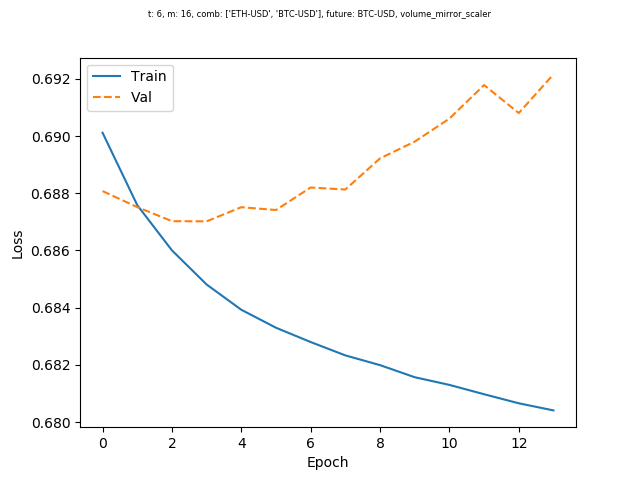 t: 6, m: 16, comb: ['ETH-USD', 'BTC-USD'], future: BTC-USD, volume_mirror_scaler
0.692
0.690
0.688
0.686
0.684
0.682
0.680
Loss
Train
Val
0 2 4 6 8 10 12
Epoch